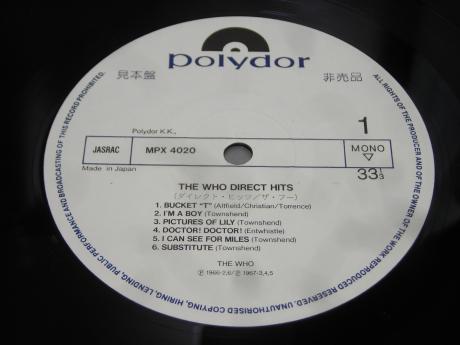 polydor
見本盤
非売品
Polydor K.K.,
1
JASRAC MPX 4020
MONO
Made in Japan
33 1/3
THE WHO DIRECT HITS
(ダイレクト・ヒッツ/ザ・フー)
1. BUCKET "T" (Altfield/Christian/Torrence)
2. I'M A BOY (Townshend)
3. PICTURES OF LILY (Townshend)
4. DOCTOR! DOCTOR! (Entwhistle)
5. I CAN SEE FOR MILES (Townshend)
6. SUBSTITUTE (Townshend)
THE WHO
Ⓟ 1966-2,6/Ⓟ 1967-3,4,5
ALL RIGHTS OF THE PRODUCER AND OF THE OWNER OF THE WORK REPRODUCED RESERVED. UNAUTHORISED COPYING, HIRING, LENDING, PUBLIC PERFORMANCE AND BROADCASTING OF THIS RECORD PROHIBITED.